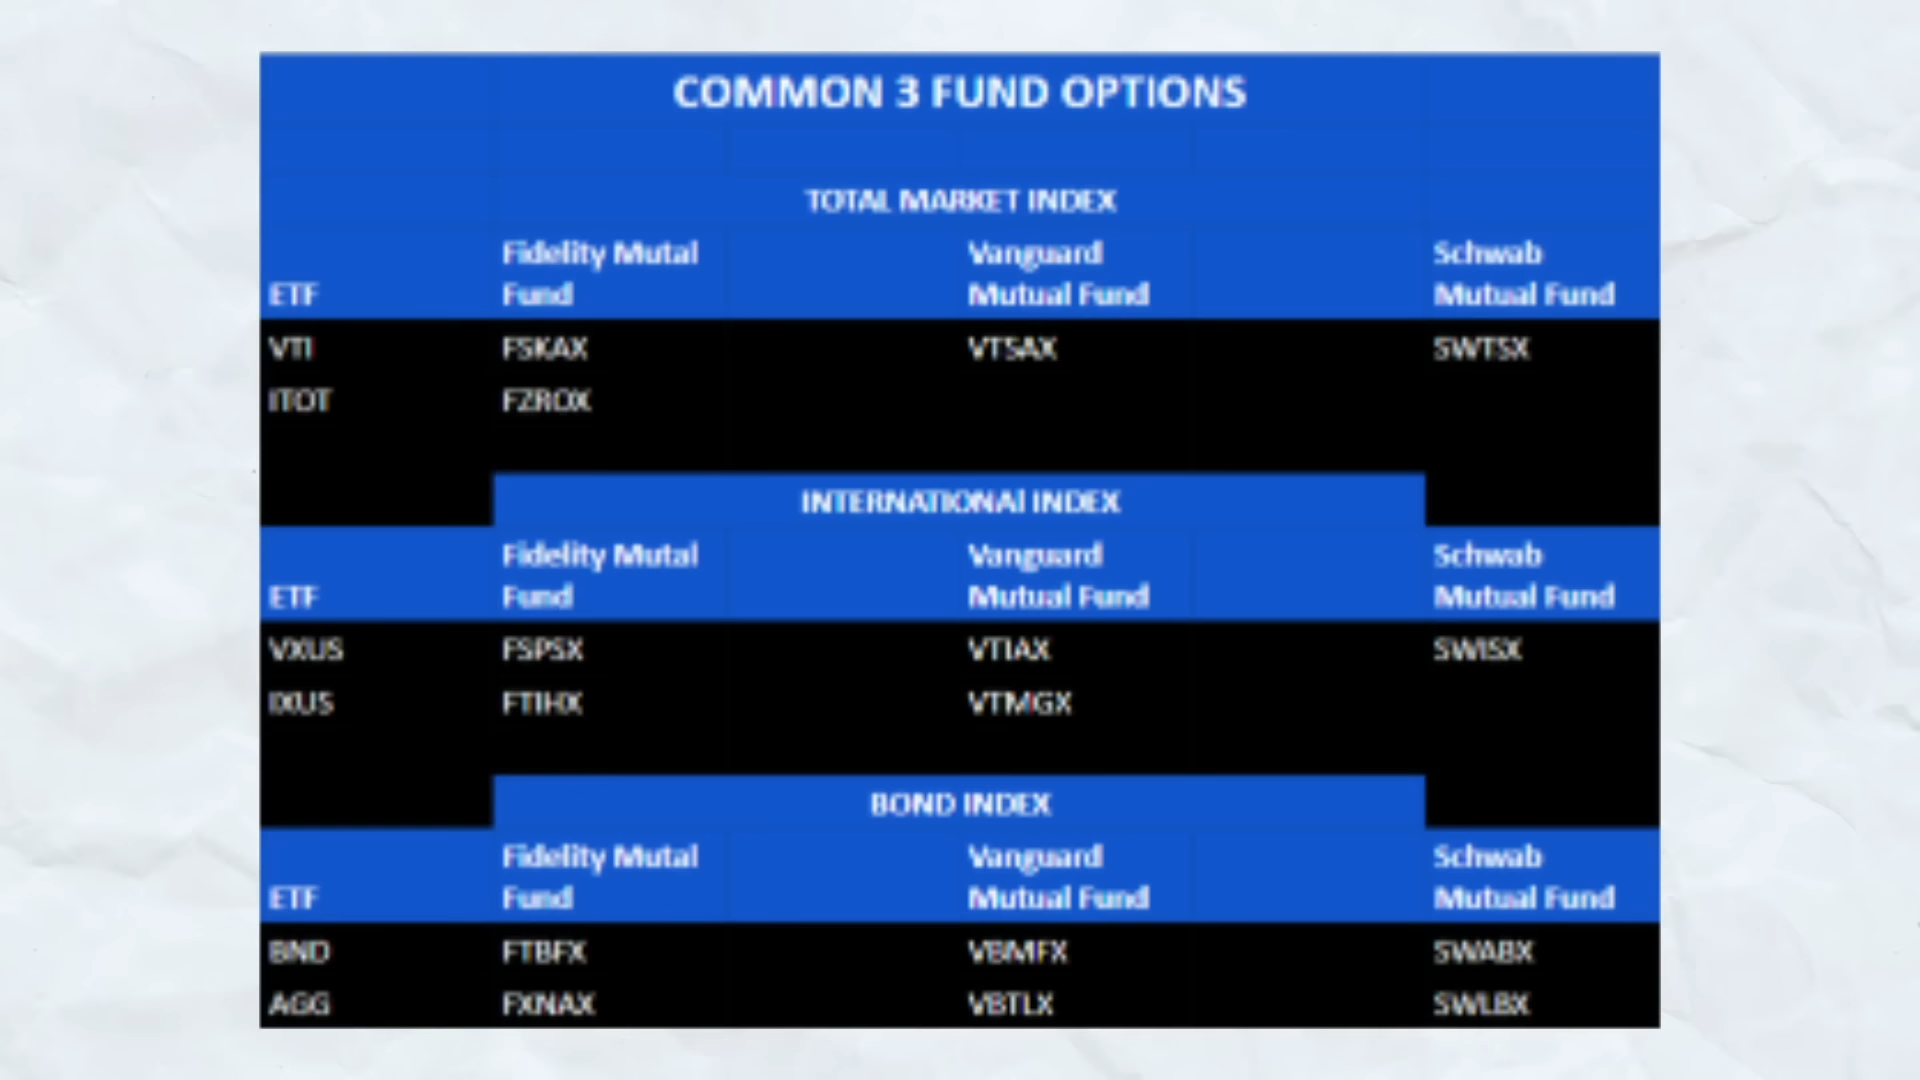 COMMON 3 FUND OPTIONS
TOTAL MARKET INDEX
ETF Fidelity Mutal Fund Vanguard Mutual Fund Schwab Mutual Fund
VTI FSKAX VTSAX SWTSX
ITOT FZROX
INTERNATIONAl INDEX
ETF Fidelity Mutal Fund Vanguard Mutual Fund Schwab Mutual Fund
VXUS FSPSX VTIAX SWISX
IXUS FTIHX VTMGX
BOND INDEX
ETF Fidelity Mutal Fund Vanguard Mutual Fund Schwab Mutual Fund
BND FTBFX VBMFX SWABX
AGG FXNAX VBTLX SWLBX